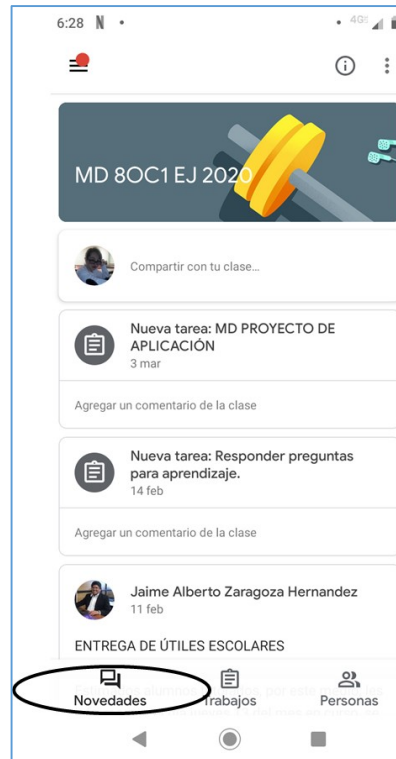 6:28 N
4G
MD 8OC1 EJ 2020
Compartir con tu clase...
Nueva tarea: MD PROYECTO DE
APLICACIÓN
3 mar
Agregar un comentario de la clase
Nueva tarea: Responder preguntas
para aprendizaje.
14 feb
Agregar un comentario de la clase
Jaime Alberto Zaragoza Hernandez
11 feb
ENTREGA DE ÚTILES ESCOLARES
Novedades
Trabajos
Personas